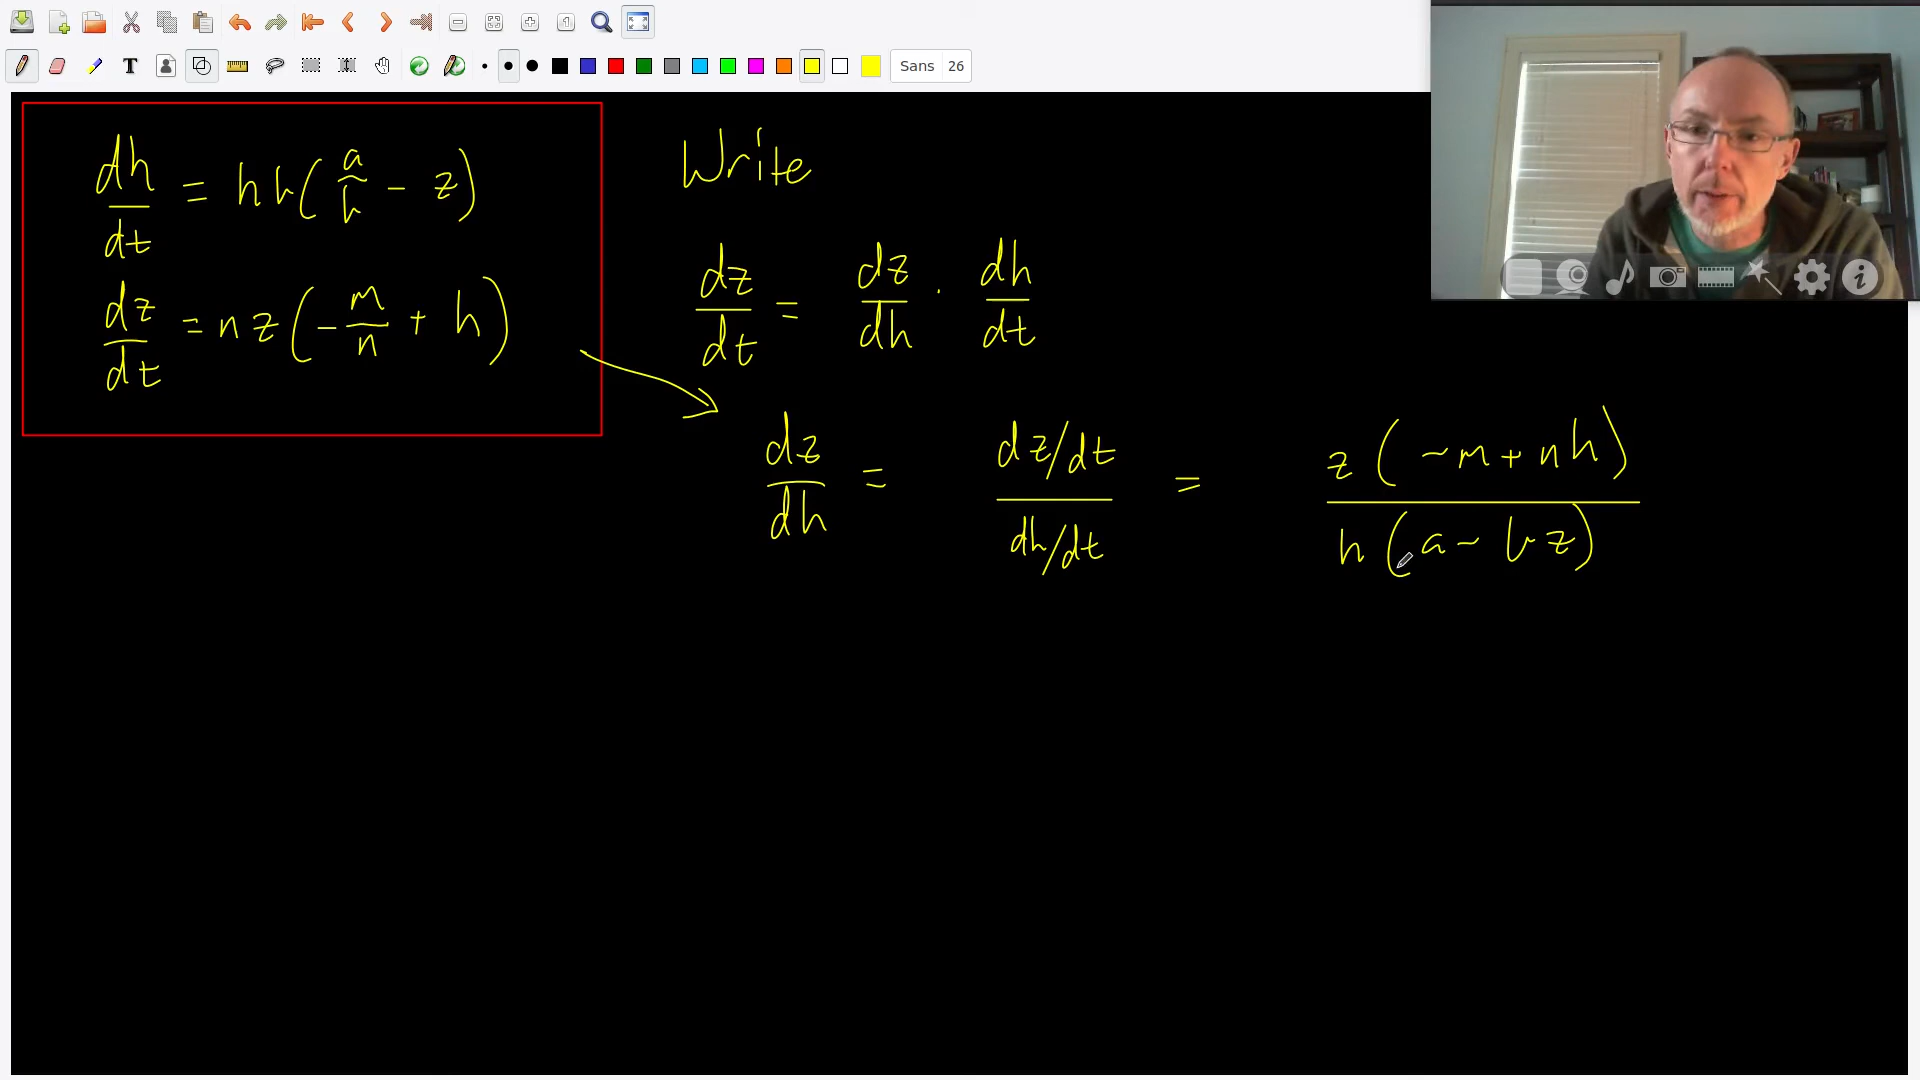 Sans 26
dh/dt = hb(a/b - z)
dz/dt = nz(-m/n + h)
Write
dz/dt = dz/dh · dh/dt
dz/dh = (dz/dt)/(dh/dt) = z(-m+nh)/h(a-bz)